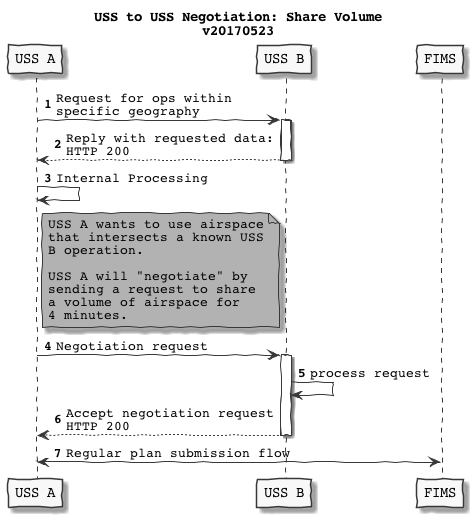 USS to USS Negotiation: Share Volume
v20170523
USS A
USS B
FIMS
1 Request for ops within
specific geography
2 Reply with requested data:
HTTP 200
3 Internal Processing
USS A wants to use airspace
that intersects a known USS
B operation.
USS A will "negotiate" by
sending a request to share
a volume of airspace for
4 minutes.
4 Negotiation request
5 process request
6 Accept negotiation request
HTTP 200
7 Regular plan submission flow
USS A
USS B
FIMS